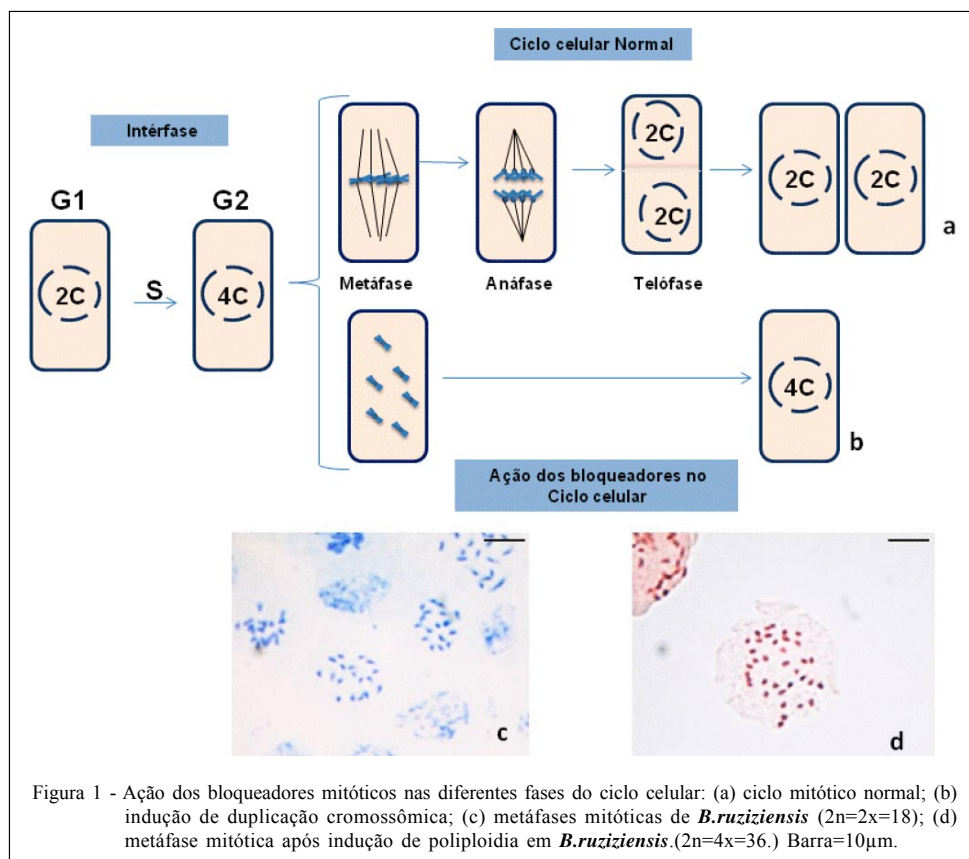 Ciclo celular Normal
Intérfase
G1
S
G2
2C
4C
2C
2C
2C
2C
a
Metáfase
Anáfase
Telófase
4C
b
Ação dos bloqueadores no
Ciclo celular
c
d
Figura 1 - Ação dos bloqueadores mitóticos nas diferentes fases do ciclo celular: (a) ciclo mitótico normal; (b)
indução de duplicação cromossômica; (c) metáfases mitóticas de B.ruziziensis (2n=2x=18); (d)
metáfase mitótica após indução de poliploidia em B.ruziziensis.(2n=4x=36.) Barra=10µm.